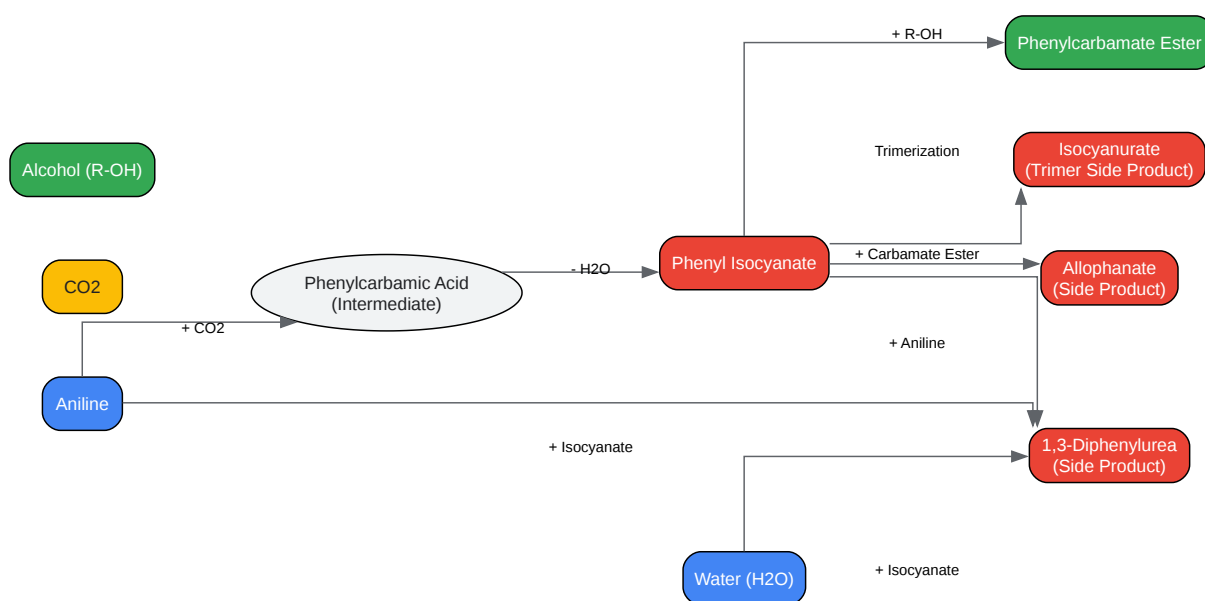 + R-OH
Phenylcarbamate Ester
Trimerization
Isocyanurate
(Trimer Side Product)
Alcohol (R-OH)
Phenyl Isocyanate
+ Carbamate Ester
Allophanate
(Side Product)
CO2
Phenylcarbamic Acid
(Intermediate)
- H2O
+ CO2
+ Aniline
Aniline
+ Isocyanate
1,3-Diphenylurea
(Side Product)
Water (H2O)
+ Isocyanate